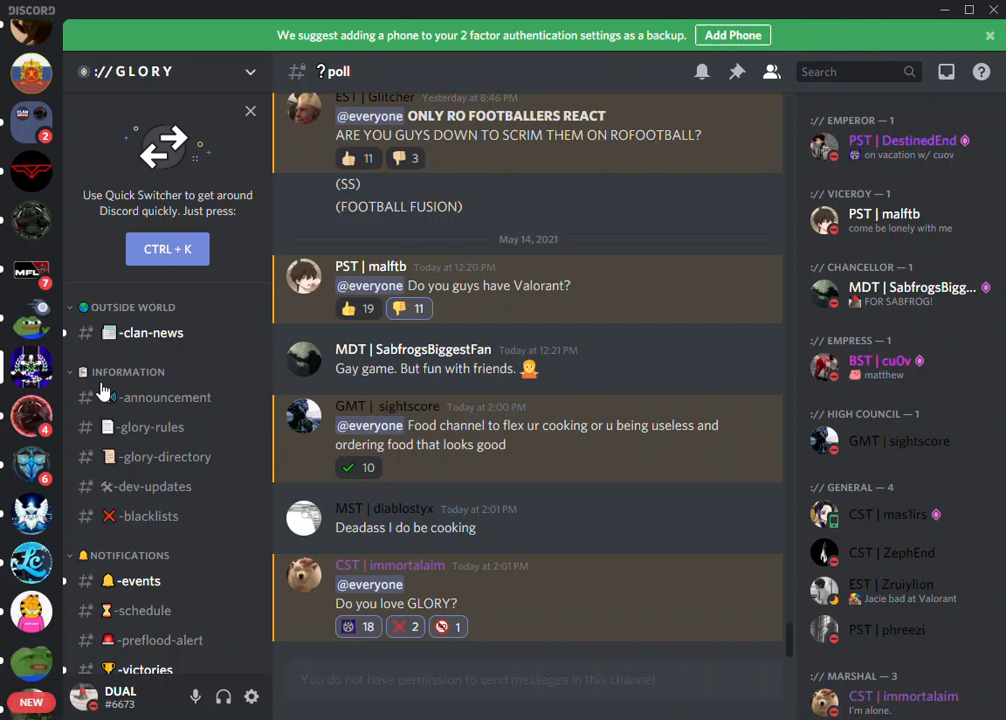 DISCORD
We suggest adding a phone to your 2 factor authentication settings as a backup. Add Phone
://GLORY
?poll
Search
Use Quick Switcher to get around
Discord quickly. Just press:
CTRL + K
OUTSIDE WORLD
-clan-news
INFORMATION
-announcement
-glory-rules
-glory-directory
-dev-updates
-blacklists
NOTIFICATIONS
-events
-schedule
-preflood-alert
-victories
DUAL
#6673
2
MFL
7
4
6
NEW
EST | Glitcher Yesterday at 8:46 PM
@everyone ONLY RO FOOTBALLERS REACT
ARE YOU GUYS DOWN TO SCRIM THEM ON ROFOOTBALL?
11 3
(SS)
(FOOTBALL FUSION)
May 14, 2021
PST | malftb Today at 12:20 PM
@everyone Do you guys have Valorant?
19 11
MDT | SabfrogsBiggestFan Today at 12:21 PM
Gay game. But fun with friends.
GMT | sightscore Today at 2:00 PM
@everyone Food channel to flex ur cooking or u being useless and
ordering food that looks good
10
MST | diablostyx Today at 2:01 PM
Deadass I do be cooking
CST | immortalaim Today at 2:01 PM
@everyone
Do you love GLORY?
18 2 1
You do not have permission to send messages in this channel
:// EMPEROR — 1
PST | DestinedEnd
on vacation w/ cuov
:// VICEROY — 1
PST | malftb
come be lonely with me
:// CHANCELLOR — 1
MDT | SabfrogsBigg...
FOR SABFROG!
:// EMPRESS — 1
BST | cu0v
matthew
:// HIGH COUNCIL — 1
GMT | sightscore
:// GENERAL — 4
CST | mas1irs
CST | ZephEnd
EST | Zruiylion
Jacie bad at Valorant
PST | phreezi
:// MARSHAL — 3
CST | immortalaim
I'm alone.